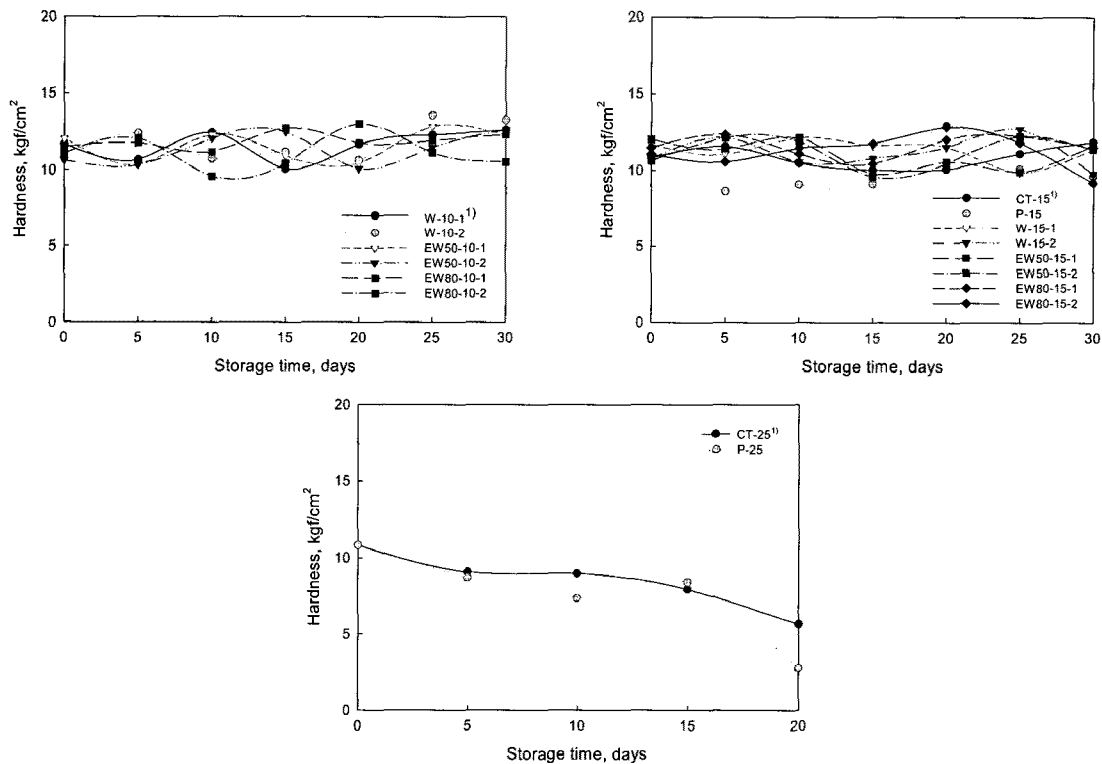 20
15
10
5
0
Hardness, kgf/cm²
0 5 10 15 20 25 30
Storage time, days
W-10-1¹⁾
W-10-2
EW50-10-1
EW50-10-2
EW80-10-1
EW80-10-2
20
15
10
5
0
Hardness, kgf/cm²
0 5 10 15 20 25 30
Storage time, days
CT-15¹⁾
P-15
W-15-1
W-15-2
EW50-15-1
EW50-15-2
EW80-15-1
EW80-15-2
20
15
10
5
0
Hardness, kgf/cm²
0 5 10 15 20
Storage time, days
CT-25¹⁾
P-25